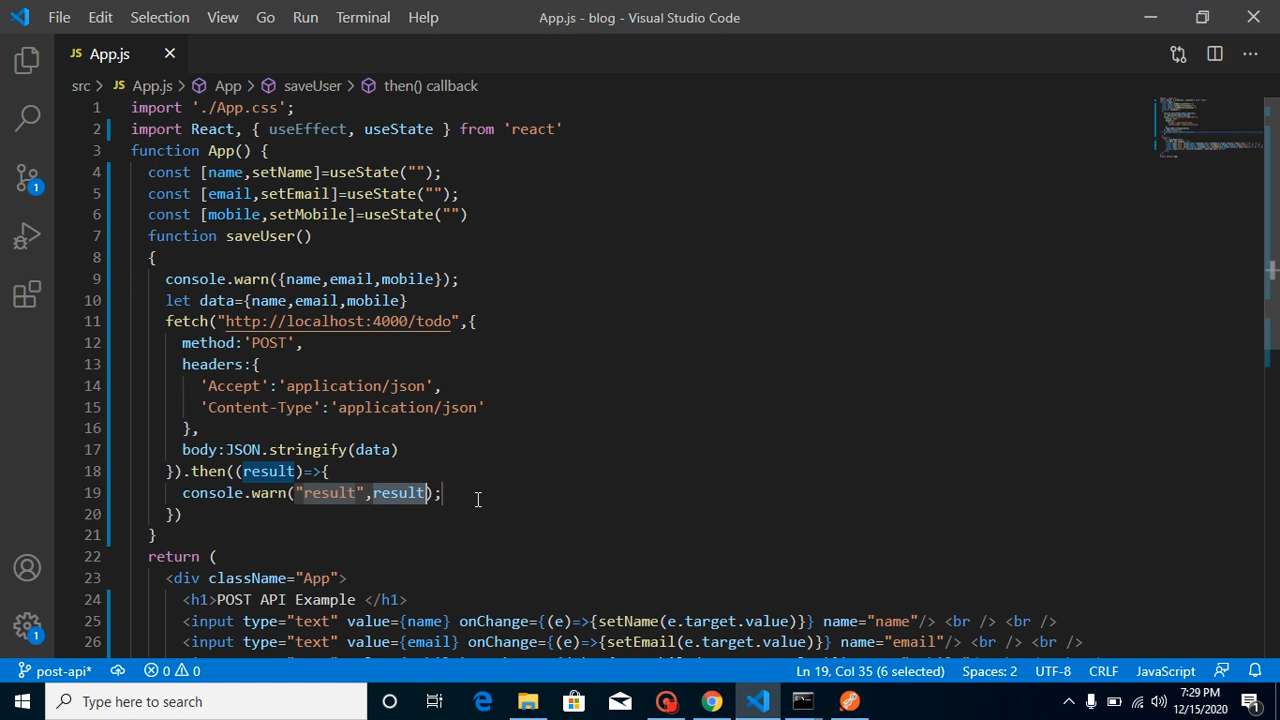 File Edit Selection View Go Run Terminal Help App.js - blog - Visual Studio Code
JS App.js
src > JS App.js > App > saveUser > then() callback
1 import './App.css';
2 import React, { useEffect, useState } from 'react'
3 function App() {
4 const [name,setName]=useState("");
5 const [email,setEmail]=useState("");
6 const [mobile,setMobile]=useState("")
7 function saveUser()
8 {
9 console.warn({name,email,mobile});
10 let data={name,email,mobile}
11 fetch("http://localhost:4000/todo",{
12 method:'POST',
13 headers:{
14 'Accept':'application/json',
15 'Content-Type':'application/json'
16 },
17 body:JSON.stringify(data)
18 }).then((result)=>{
19 console.warn("result",result);
20 })
21 }
22 return (
23 <div className="App">
24 <h1>POST API Example </h1>
25 <input type="text" value={name} onChange={(e)=>{setName(e.target.value)}} name="name"/> <br /> <br />
26 <input type="text" value={email} onChange={(e)=>{setEmail(e.target.value)}} name="email"/> <br /> <br />
1
1
post-api* 0 0 Ln 19, Col 35 (6 selected) Spaces: 2 UTF-8 CRLF JavaScript
Type here to search
7:29 PM
12/15/2020
1